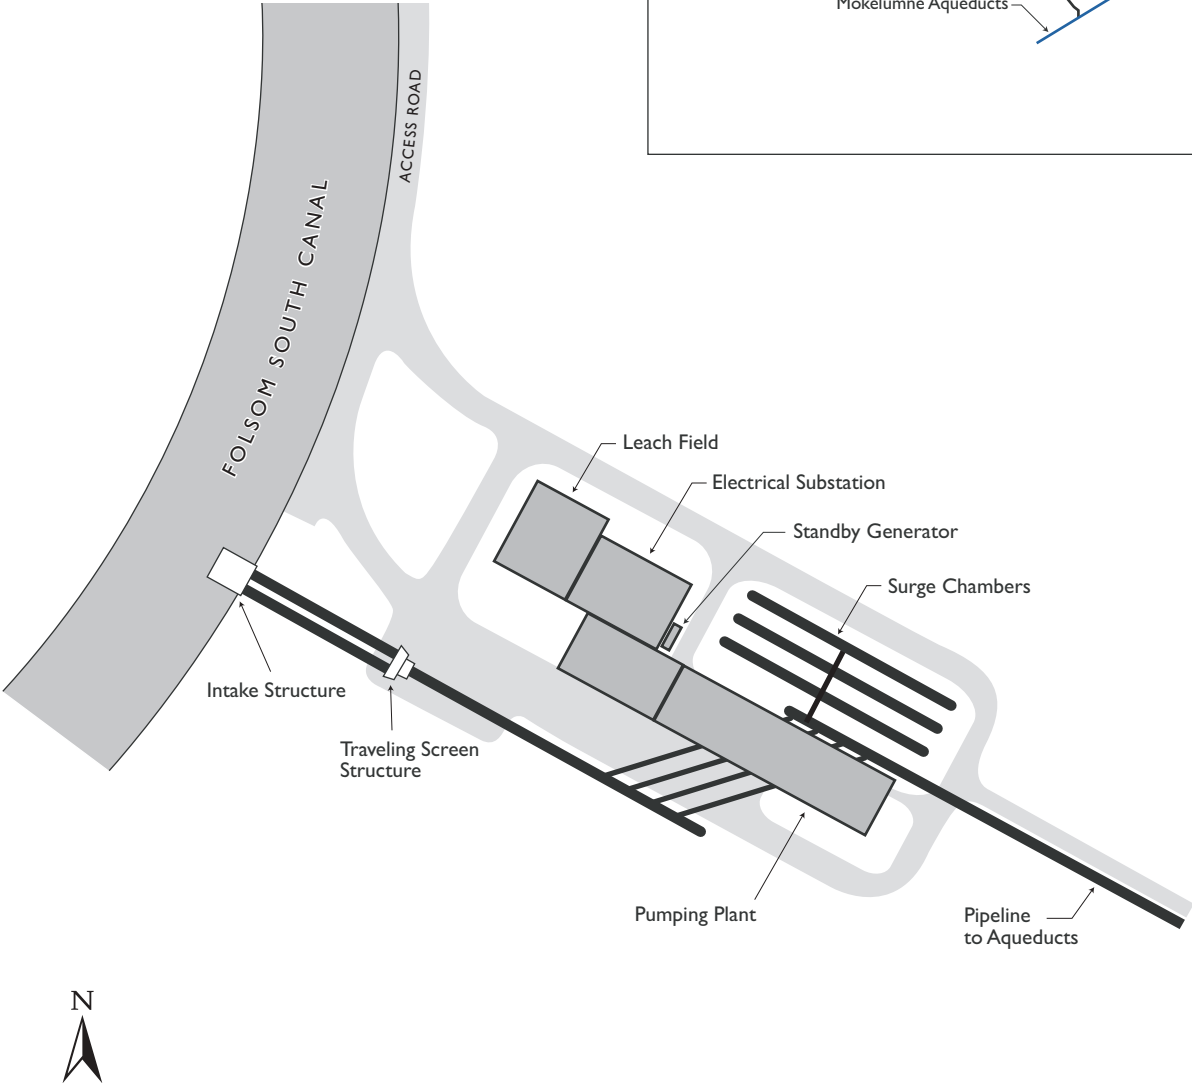 Mokelumne Aqueducts
ACCESS ROAD
FOLSOM SOUTH CANAL
Leach Field
Electrical Substation
Standby Generator
Surge Chambers
Intake Structure
Traveling Screen
Structure
Pumping Plant
Pipeline
to Aqueducts
N